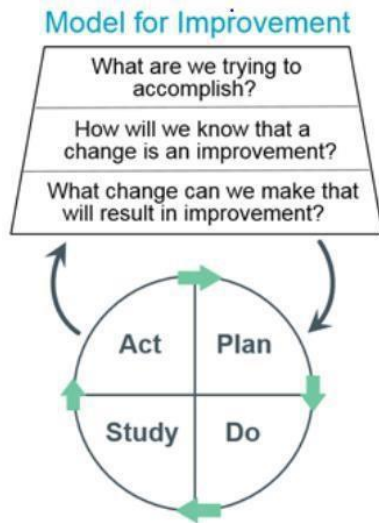 Model for Improvement
What are we trying to
accomplish?
How will we know that a
change is an improvement?
What change can we make that
will result in improvement?
Act
Plan
Study
Do